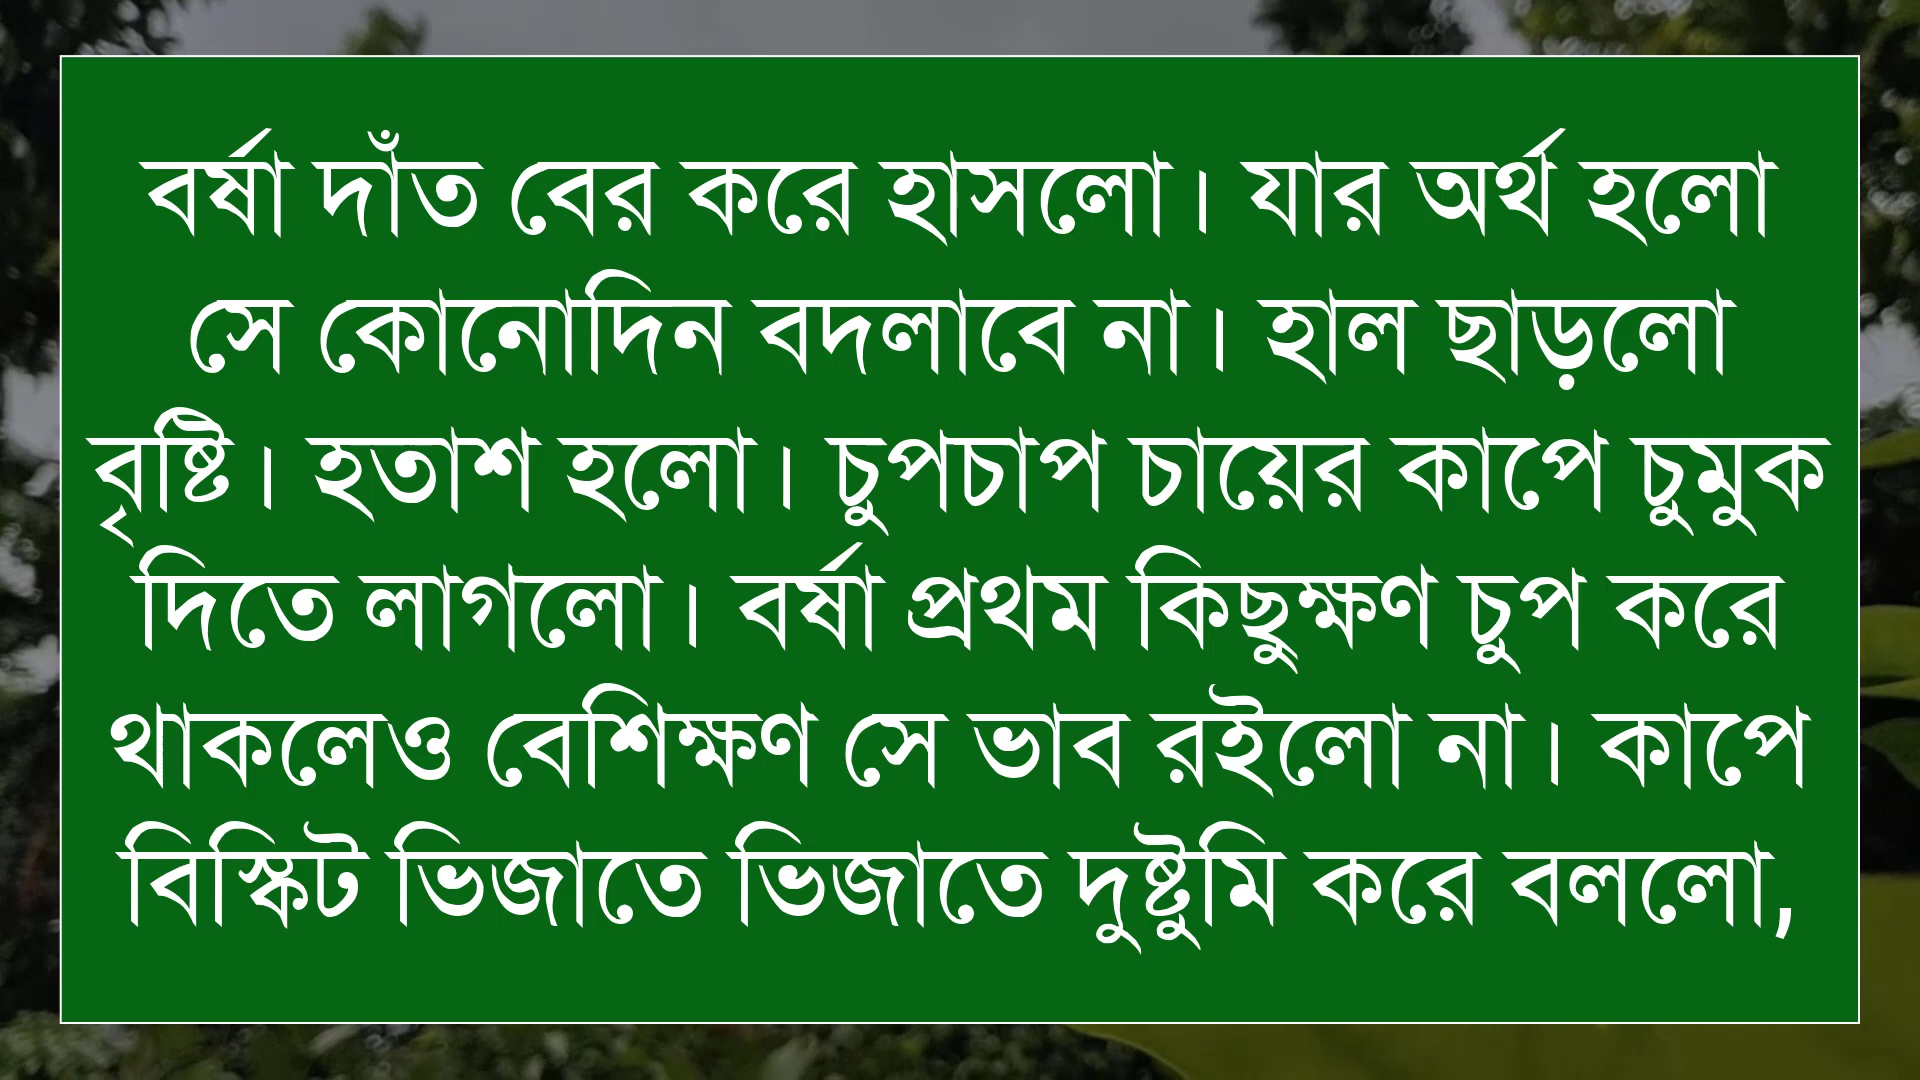 বর্ষা দাঁত বের করে হাসলো। যার অর্থ হলো
সে কোনোদিন বদলাবে না। হাল ছাড়লো
বৃষ্টি। হতাশ হলো। চুপচাপ চায়ের কাপে চুমুক
দিতে লাগলো। বর্ষা প্রথম কিছুক্ষণ চুপ করে
থাকলেও বেশিক্ষণ সে ভাব রইলো না। কাপে
বিস্কিট ভিজাতে ভিজাতে দুষ্টুমি করে বললো,